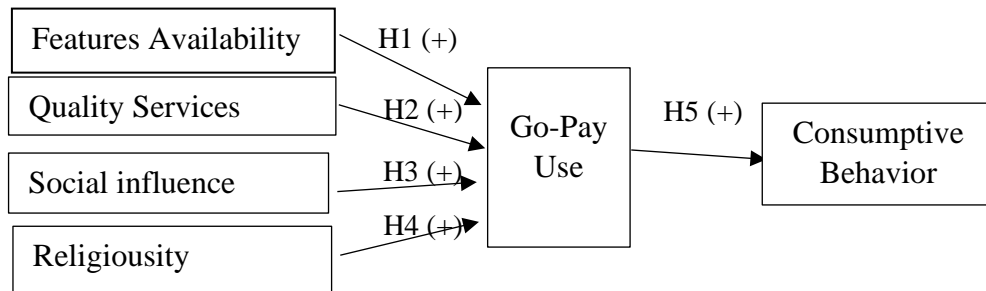 Features Availability
H1 (+)
Quality Services
H2 (+)
Social influence
H3 (+)
Religiousity
H4 (+)
Go-Pay
Use
H5 (+)
Consumptive
Behavior